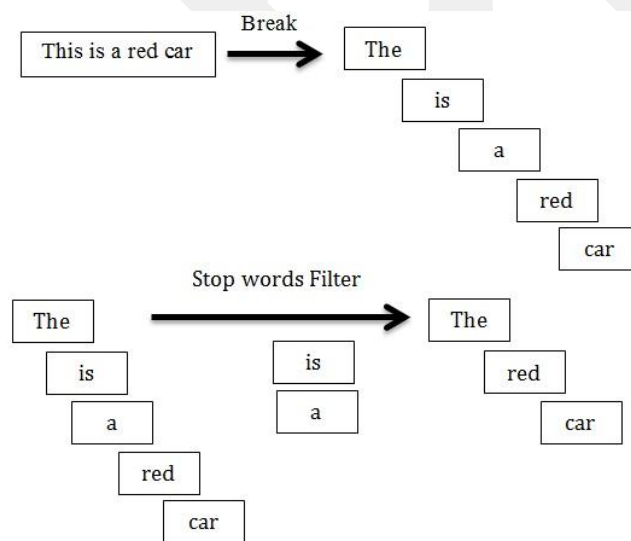 Break
This is a red car
The
is
a
red
car
Stop words Filter
The
is
a
red
car
is
a
The
red
car